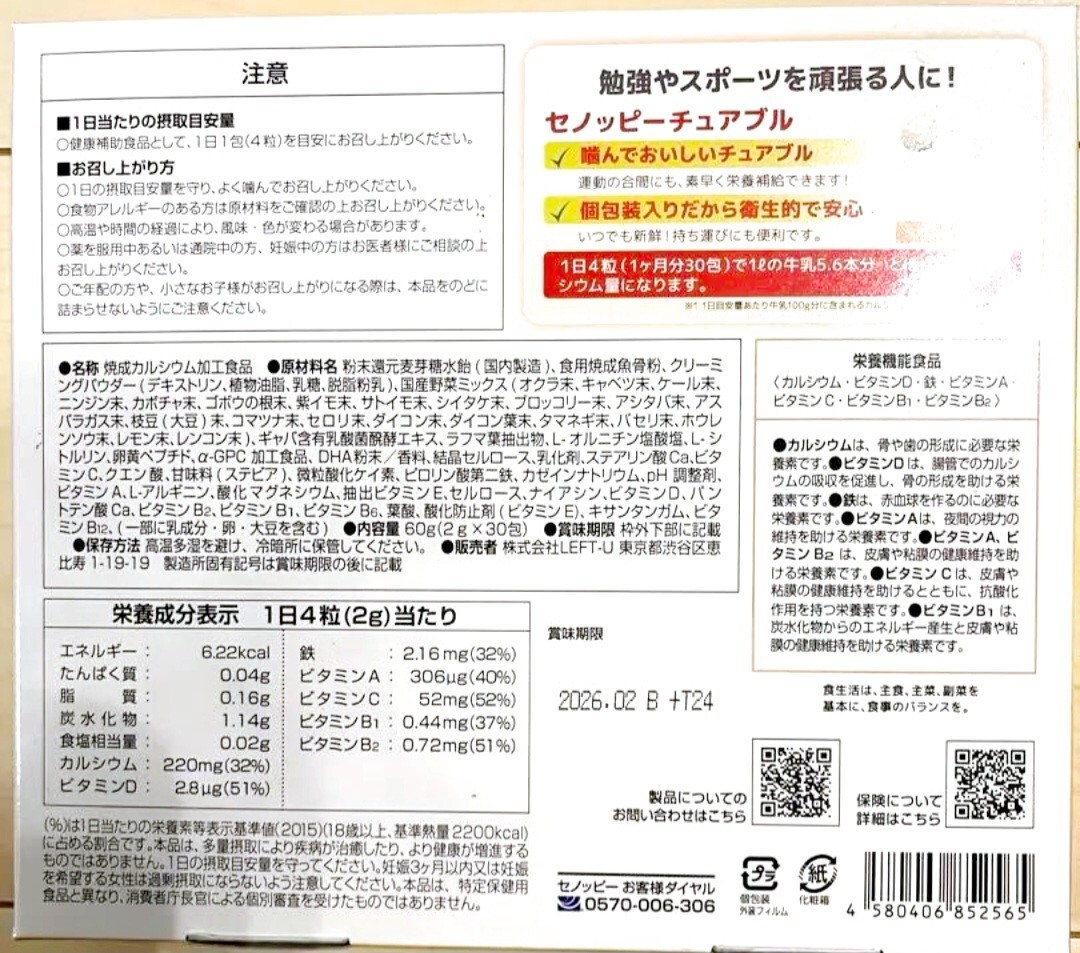 注意
■1日当たりの摂取目安量
○健康補助食品として、1日1包(4粒)を目安にお召し上がりください。
■お召し上がり方
○1日の摂取目安量を守り、よく噛んでお召し上がりください。
○食物アレルギーのある方は原材料をご確認の上お召し上がりください。
○高温や時間の経過により、風味・色が変わる場合があります。
○薬を服用中あるいは通院中の方、妊娠中の方はお医者様にご相談の上
お召し上がりください。
○ご年配の方や、小さなお子様がお召し上がりになる際は、本品をのどに
詰まらせないようにご注意ください。
勉強やスポーツを頑張る人に!
セノッピーチュアブル
✓ 噛んでおいしいチュアブル
運動の合間にも、素早く栄養補給できます!
✓ 個包装入りだから衛生的で安心
いつでも新鮮!持ち運びにも便利です。
1日4粒(1ヶ月分30包)で1ℓの牛乳5.6本分
シウム量になります。
※1 1日目安量あたり牛乳100g分に含まれるカルシ
●名称 焼成カルシウム加工食品 ●原材料名 粉末還元麦芽糖水飴(国内製造)、食用焼成魚骨粉、クリーミ
ングパウダー(デキストリン、植物油脂、乳糖、脱脂粉乳)、国産野菜ミックス(オクラ末、キャベツ末、ケール末、
ニンジン末、カボチャ末、ゴボウの根末、紫イモ末、サトイモ末、シイタケ末、ブロッコリー末、アシタバ末、アス
パラガス末、枝豆(大豆)末、コマツナ末、セロリ末、ダイコン末、ダイコン葉末、タマネギ末、パセリ末、ホウレ
ンソウ末、レモン末、レンコン末)、ギャバ含有乳酸菌醗酵エキス、ラフマ葉抽出物、L-オルニチン塩酸塩、L-シ
トルリン、卵黄ペプチド、α-GPC加工食品、DHA粉末/香料、結晶セルロース、乳化剤、ステアリン酸Ca、ビタ
ミンC、クエン酸、甘味料(ステビア)、微粒酸化ケイ素、ピロリン酸第二鉄、カゼインナトリウム、pH調整剤、
ビタミンA、L-アルギニン、酸化マグネシウム、抽出ビタミンE、セルロース、ナイアシン、ビタミンD、パン
トテン酸Ca、ビタミンB2、ビタミンB1、ビタミンB6、葉酸、酸化防止剤(ビタミンE)、キサンタンガム、ビタ
ミンB12、(一部に乳成分・卵・大豆を含む) ●内容量 60g(2g×30包) ●賞味期限 枠外下部に記載
●保存方法 高温多湿を避け、冷暗所に保管してください。 ●販売者 株式会社LEFT-U 東京都渋谷区恵
比寿1-19-19 製造所固有記号は賞味期限の後に記載
栄養機能食品
〈カルシウム・ビタミンD・鉄・ビタミンA・
ビタミンC・ビタミンB1・ビタミンB2〉
●カルシウムは、骨や歯の形成に必要な栄
養素です。●ビタミンDは、腸管でのカルシ
ウムの吸収を促進し、骨の形成を助ける栄
養素です。●鉄は、赤血球を作るのに必要な
栄養素です。●ビタミンAは、夜間の視力の
維持を助ける栄養素です。●ビタミンA、ビ
タミンB2は、皮膚や粘膜の健康維持を助
ける栄養素です。●ビタミンCは、皮膚や
粘膜の健康維持を助けるとともに、抗酸化
作用を持つ栄養素です。●ビタミンB1は、
炭水化物からのエネルギー産生と皮膚や粘
膜の健康維持を助ける栄養素です。
食生活は、主食、主菜、副菜を
基本に、食事のバランスを。
栄養成分表示 1日4粒(2g)当たり
エネルギー: 6.22kcal
たんぱく質: 0.04g
脂質: 0.16g
炭水化物: 1.14g
食塩相当量: 0.02g
カルシウム: 220mg(32%)
ビタミンD: 2.8μg(51%)
鉄: 2.16mg(32%)
ビタミンA: 306μg(40%)
ビタミンC: 52mg(52%)
ビタミンB1: 0.44mg(37%)
ビタミンB2: 0.72mg(51%)
(%)は1日当たりの栄養素等表示基準値(2015)(18歳以上、基準熱量2200kcal)
に占める割合です。本品は、多量摂取により疾病が治癒したり、より健康が増進する
ものではありません。1日の摂取目安量を守ってください。妊娠3ヶ月以内又は妊娠
を希望する女性は過剰摂取にならないよう注意してください。本品は、特定保健用
食品と異なり、消費者庁長官による個別審査を受けたものではありません。
賞味期限
2026.02 B +T24
製品についての
お問い合わせはこちら
保険について
詳細はこちら
セノッピー お客様ダイヤル
0570-006-306
プラ
個包装
外装フィルム
紙
化粧箱
4 580406 852565